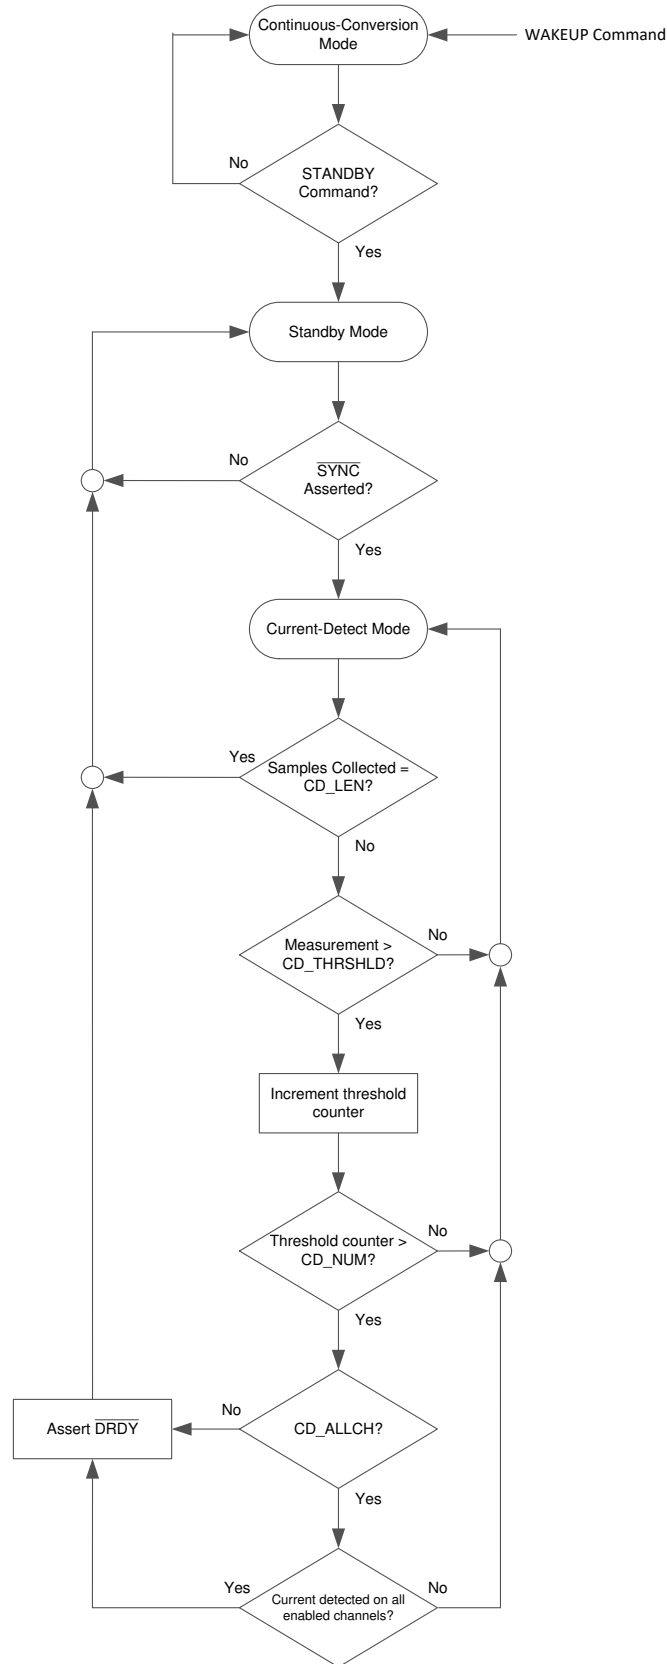 Continuous-Conversion
Mode
WAKEUP Command
No
STANDBY
Command?
Yes
Standby Mode
No
SYNC
Asserted?
Yes
Current-Detect Mode
Yes
Samples Collected =
CD_LEN?
No
Measurement >
CD_THRSHLD?
No
Yes
Increment threshold
counter
Threshold counter >
CD_NUM?
No
Yes
Assert DRDY
No
CD_ALLCH?
Yes
Yes
Current detected on all
enabled channels?
No